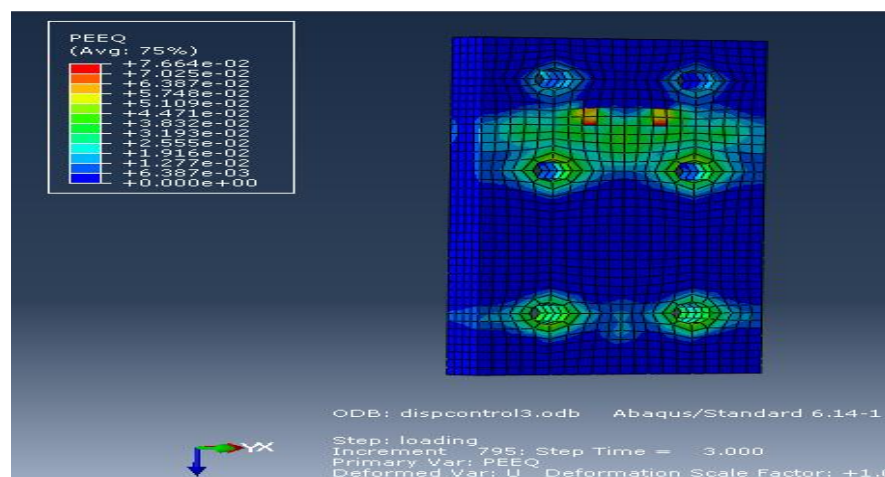 PEEQ
(Avg: 75%)
+7.664e-02
+7.025e-02
+6.387e-02
+5.748e-02
+5.109e-02
+4.471e-02
+3.832e-02
+3.193e-02
+2.555e-02
+1.916e-02
+1.277e-02
+6.387e-03
+0.000e+00
ODB: dispcontrol3.odb Abaqus/Standard 6.14-1
YX
Step: loading
Increment 795: Step Time = 3.000
Primary Var: PEEQ
Deformed Var: U Deformation Scale Factor: